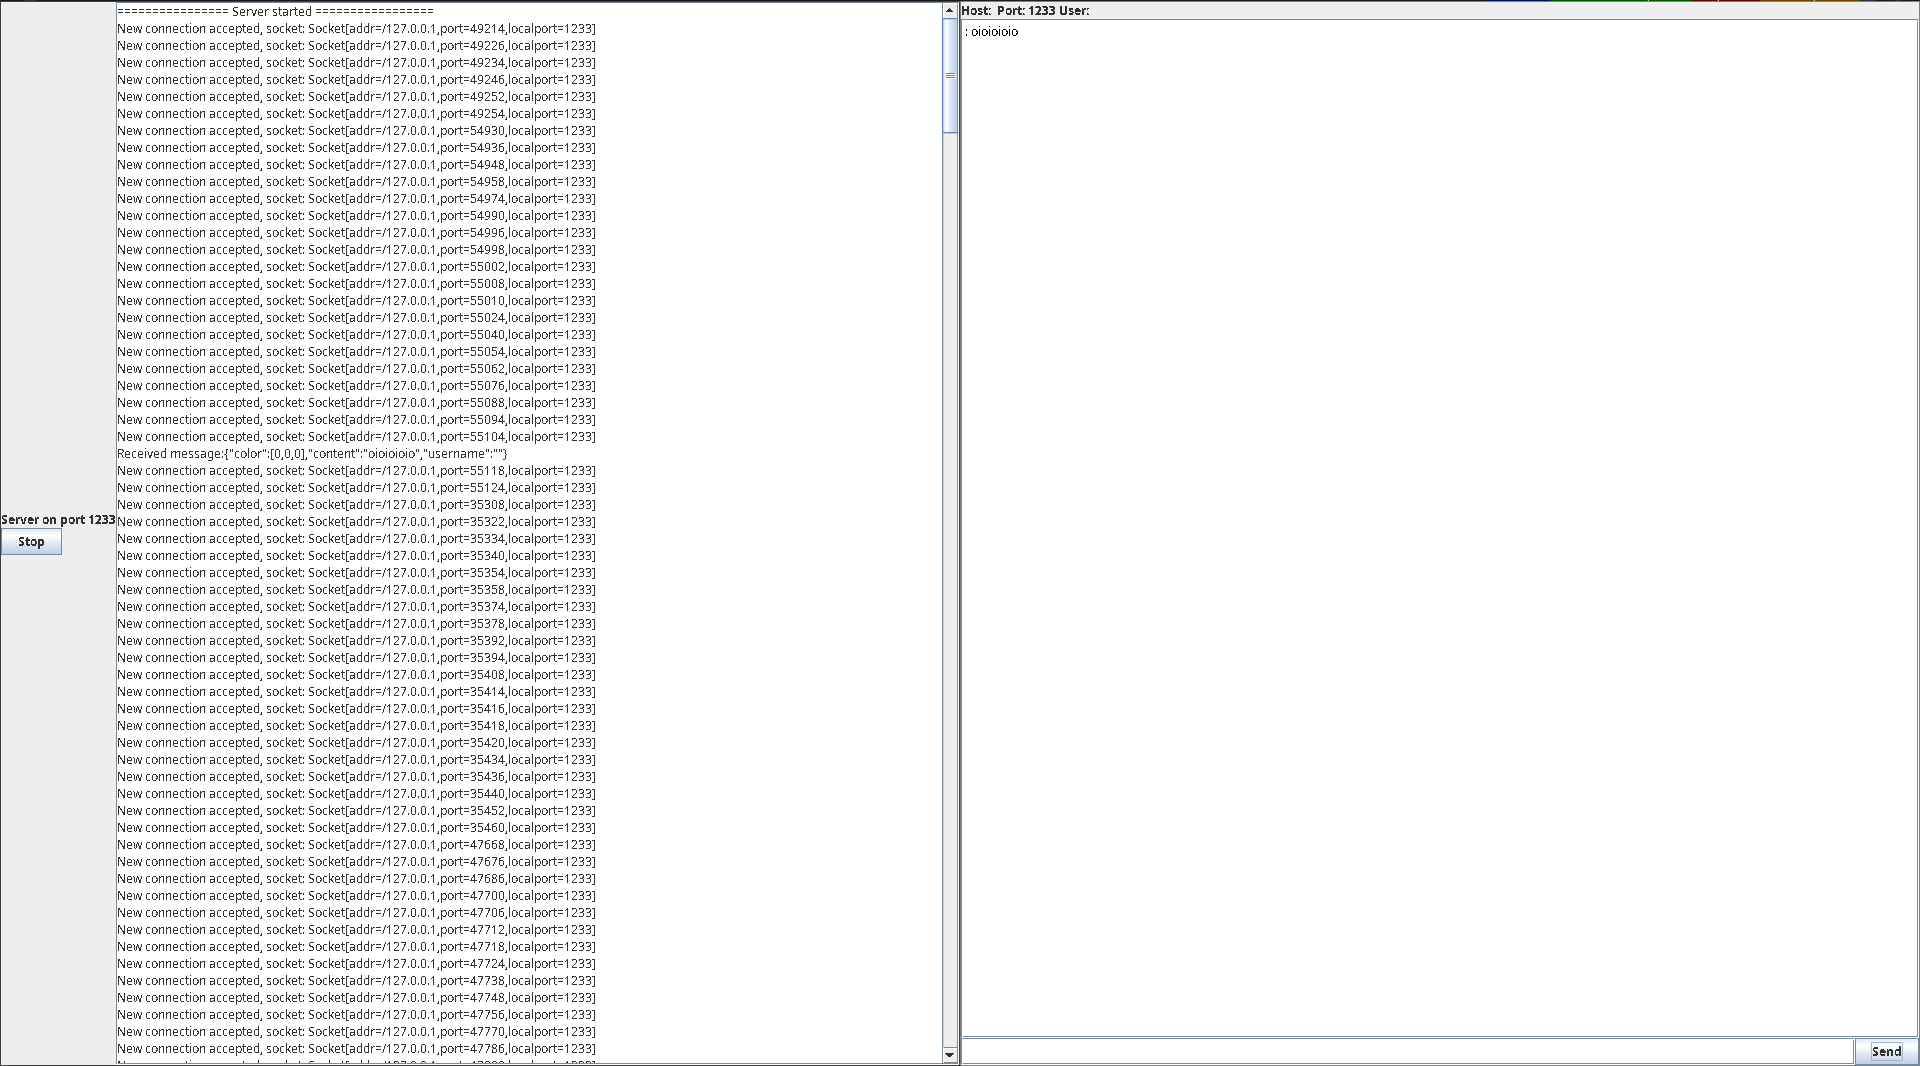 Server on port 1233
Stop
================ Server started =================
New connection accepted, socket: Socket[addr=/127.0.0.1,port=49214,localport=1233]
New connection accepted, socket: Socket[addr=/127.0.0.1,port=49226,localport=1233]
New connection accepted, socket: Socket[addr=/127.0.0.1,port=49234,localport=1233]
New connection accepted, socket: Socket[addr=/127.0.0.1,port=49246,localport=1233]
New connection accepted, socket: Socket[addr=/127.0.0.1,port=49252,localport=1233]
New connection accepted, socket: Socket[addr=/127.0.0.1,port=49254,localport=1233]
New connection accepted, socket: Socket[addr=/127.0.0.1,port=54930,localport=1233]
New connection accepted, socket: Socket[addr=/127.0.0.1,port=54936,localport=1233]
New connection accepted, socket: Socket[addr=/127.0.0.1,port=54948,localport=1233]
New connection accepted, socket: Socket[addr=/127.0.0.1,port=54958,localport=1233]
New connection accepted, socket: Socket[addr=/127.0.0.1,port=54974,localport=1233]
New connection accepted, socket: Socket[addr=/127.0.0.1,port=54990,localport=1233]
New connection accepted, socket: Socket[addr=/127.0.0.1,port=54996,localport=1233]
New connection accepted, socket: Socket[addr=/127.0.0.1,port=54998,localport=1233]
New connection accepted, socket: Socket[addr=/127.0.0.1,port=55002,localport=1233]
New connection accepted, socket: Socket[addr=/127.0.0.1,port=55008,localport=1233]
New connection accepted, socket: Socket[addr=/127.0.0.1,port=55010,localport=1233]
New connection accepted, socket: Socket[addr=/127.0.0.1,port=55024,localport=1233]
New connection accepted, socket: Socket[addr=/127.0.0.1,port=55040,localport=1233]
New connection accepted, socket: Socket[addr=/127.0.0.1,port=55054,localport=1233]
New connection accepted, socket: Socket[addr=/127.0.0.1,port=55062,localport=1233]
New connection accepted, socket: Socket[addr=/127.0.0.1,port=55076,localport=1233]
New connection accepted, socket: Socket[addr=/127.0.0.1,port=55088,localport=1233]
New connection accepted, socket: Socket[addr=/127.0.0.1,port=55094,localport=1233]
New connection accepted, socket: Socket[addr=/127.0.0.1,port=55104,localport=1233]
Received message:{"color":[0,0,0],"content":"oioioioio","username":""}
New connection accepted, socket: Socket[addr=/127.0.0.1,port=55118,localport=1233]
New connection accepted, socket: Socket[addr=/127.0.0.1,port=55124,localport=1233]
New connection accepted, socket: Socket[addr=/127.0.0.1,port=35308,localport=1233]
New connection accepted, socket: Socket[addr=/127.0.0.1,port=35322,localport=1233]
New connection accepted, socket: Socket[addr=/127.0.0.1,port=35334,localport=1233]
New connection accepted, socket: Socket[addr=/127.0.0.1,port=35340,localport=1233]
New connection accepted, socket: Socket[addr=/127.0.0.1,port=35354,localport=1233]
New connection accepted, socket: Socket[addr=/127.0.0.1,port=35358,localport=1233]
New connection accepted, socket: Socket[addr=/127.0.0.1,port=35374,localport=1233]
New connection accepted, socket: Socket[addr=/127.0.0.1,port=35378,localport=1233]
New connection accepted, socket: Socket[addr=/127.0.0.1,port=35392,localport=1233]
New connection accepted, socket: Socket[addr=/127.0.0.1,port=35394,localport=1233]
New connection accepted, socket: Socket[addr=/127.0.0.1,port=35408,localport=1233]
New connection accepted, socket: Socket[addr=/127.0.0.1,port=35414,localport=1233]
New connection accepted, socket: Socket[addr=/127.0.0.1,port=35416,localport=1233]
New connection accepted, socket: Socket[addr=/127.0.0.1,port=35418,localport=1233]
New connection accepted, socket: Socket[addr=/127.0.0.1,port=35420,localport=1233]
New connection accepted, socket: Socket[addr=/127.0.0.1,port=35434,localport=1233]
New connection accepted, socket: Socket[addr=/127.0.0.1,port=35436,localport=1233]
New connection accepted, socket: Socket[addr=/127.0.0.1,port=35440,localport=1233]
New connection accepted, socket: Socket[addr=/127.0.0.1,port=35452,localport=1233]
New connection accepted, socket: Socket[addr=/127.0.0.1,port=35460,localport=1233]
New connection accepted, socket: Socket[addr=/127.0.0.1,port=47668,localport=1233]
New connection accepted, socket: Socket[addr=/127.0.0.1,port=47676,localport=1233]
New connection accepted, socket: Socket[addr=/127.0.0.1,port=47686,localport=1233]
New connection accepted, socket: Socket[addr=/127.0.0.1,port=47700,localport=1233]
New connection accepted, socket: Socket[addr=/127.0.0.1,port=47706,localport=1233]
New connection accepted, socket: Socket[addr=/127.0.0.1,port=47712,localport=1233]
New connection accepted, socket: Socket[addr=/127.0.0.1,port=47718,localport=1233]
New connection accepted, socket: Socket[addr=/127.0.0.1,port=47724,localport=1233]
New connection accepted, socket: Socket[addr=/127.0.0.1,port=47738,localport=1233]
New connection accepted, socket: Socket[addr=/127.0.0.1,port=47748,localport=1233]
New connection accepted, socket: Socket[addr=/127.0.0.1,port=47756,localport=1233]
New connection accepted, socket: Socket[addr=/127.0.0.1,port=47770,localport=1233]
New connection accepted, socket: Socket[addr=/127.0.0.1,port=47786,localport=1233]
Host: Port: 1233 User:
: oioioioio
Send